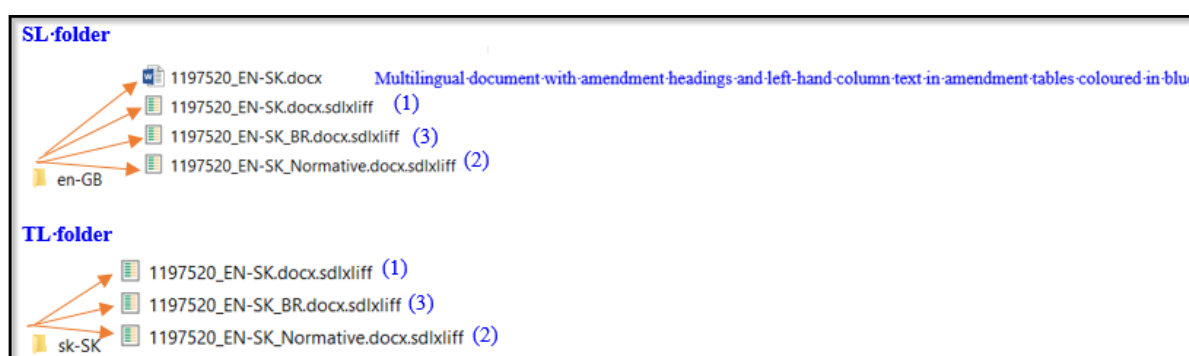 SL·folder
1197520_EN-SK.docx Multilingual·document·with·amendment·headings·and·left-hand·column·text·in·amendment·tables·coloured·in·blue
1197520_EN-SK.docx.sdlxliff (1)
1197520_EN-SK_BR.docx.sdlxliff (3)
1197520_EN-SK_Normative.docx.sdlxliff (2)
en-GB
TL·folder
1197520_EN-SK.docx.sdlxliff (1)
1197520_EN-SK_BR.docx.sdlxliff (3)
1197520_EN-SK_Normative.docx.sdlxliff (2)
sk-SK